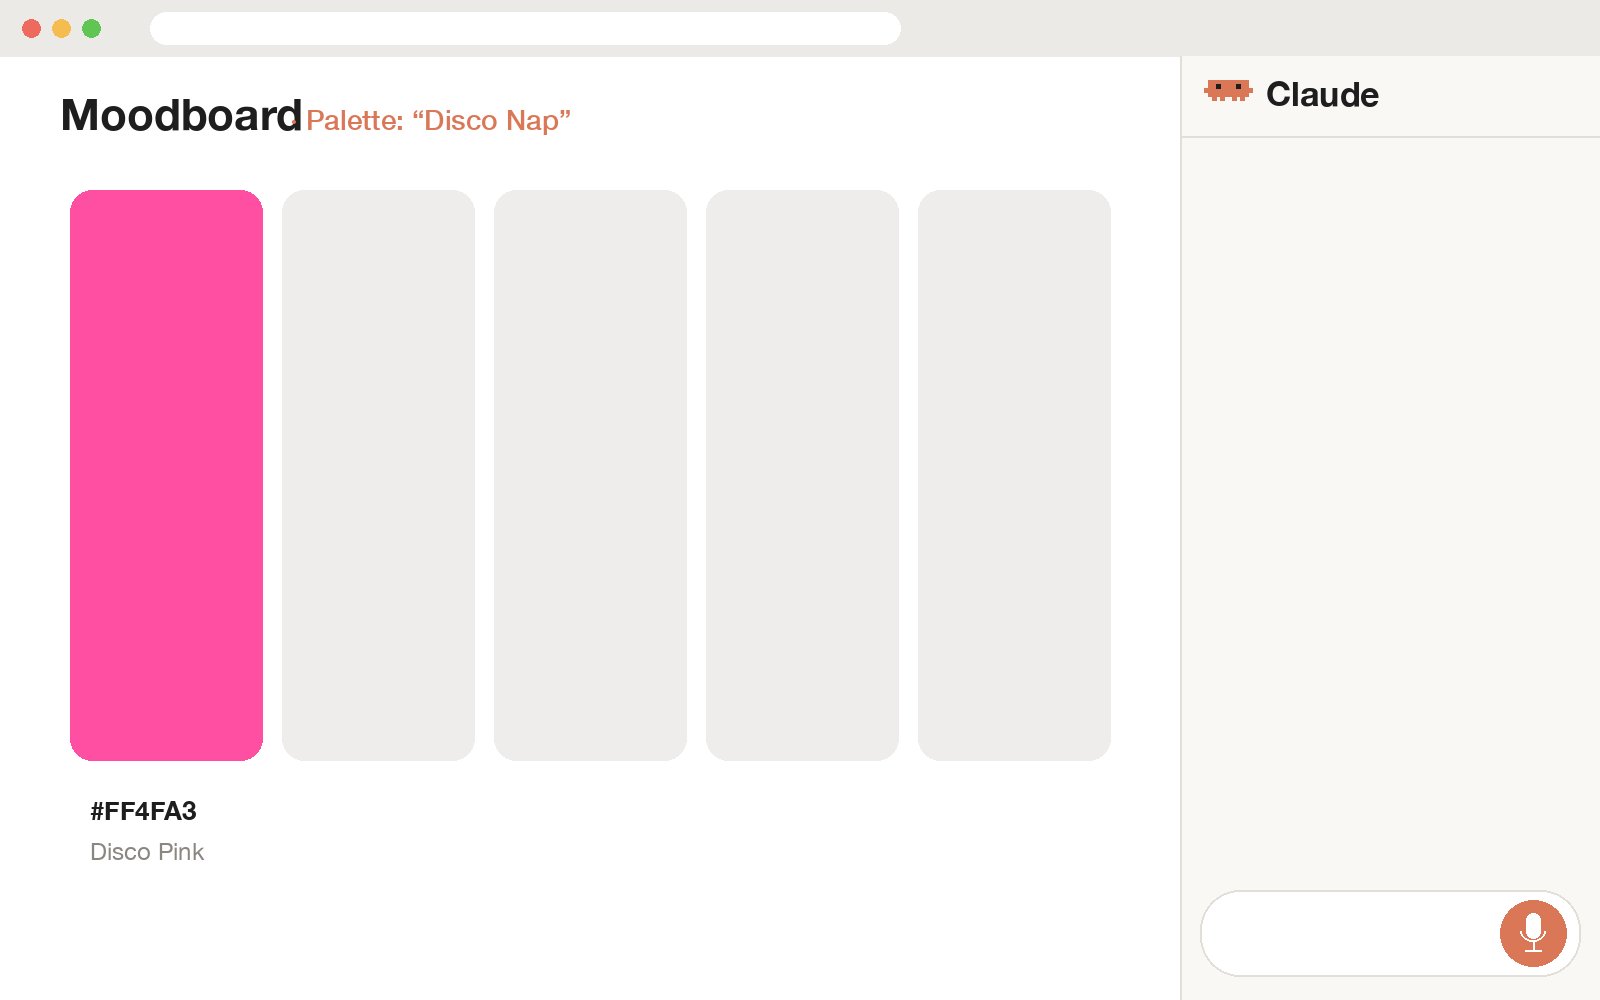 Moodboard
Palette: “Disco Nap”
Claude
#FF4FA3
Disco Pink